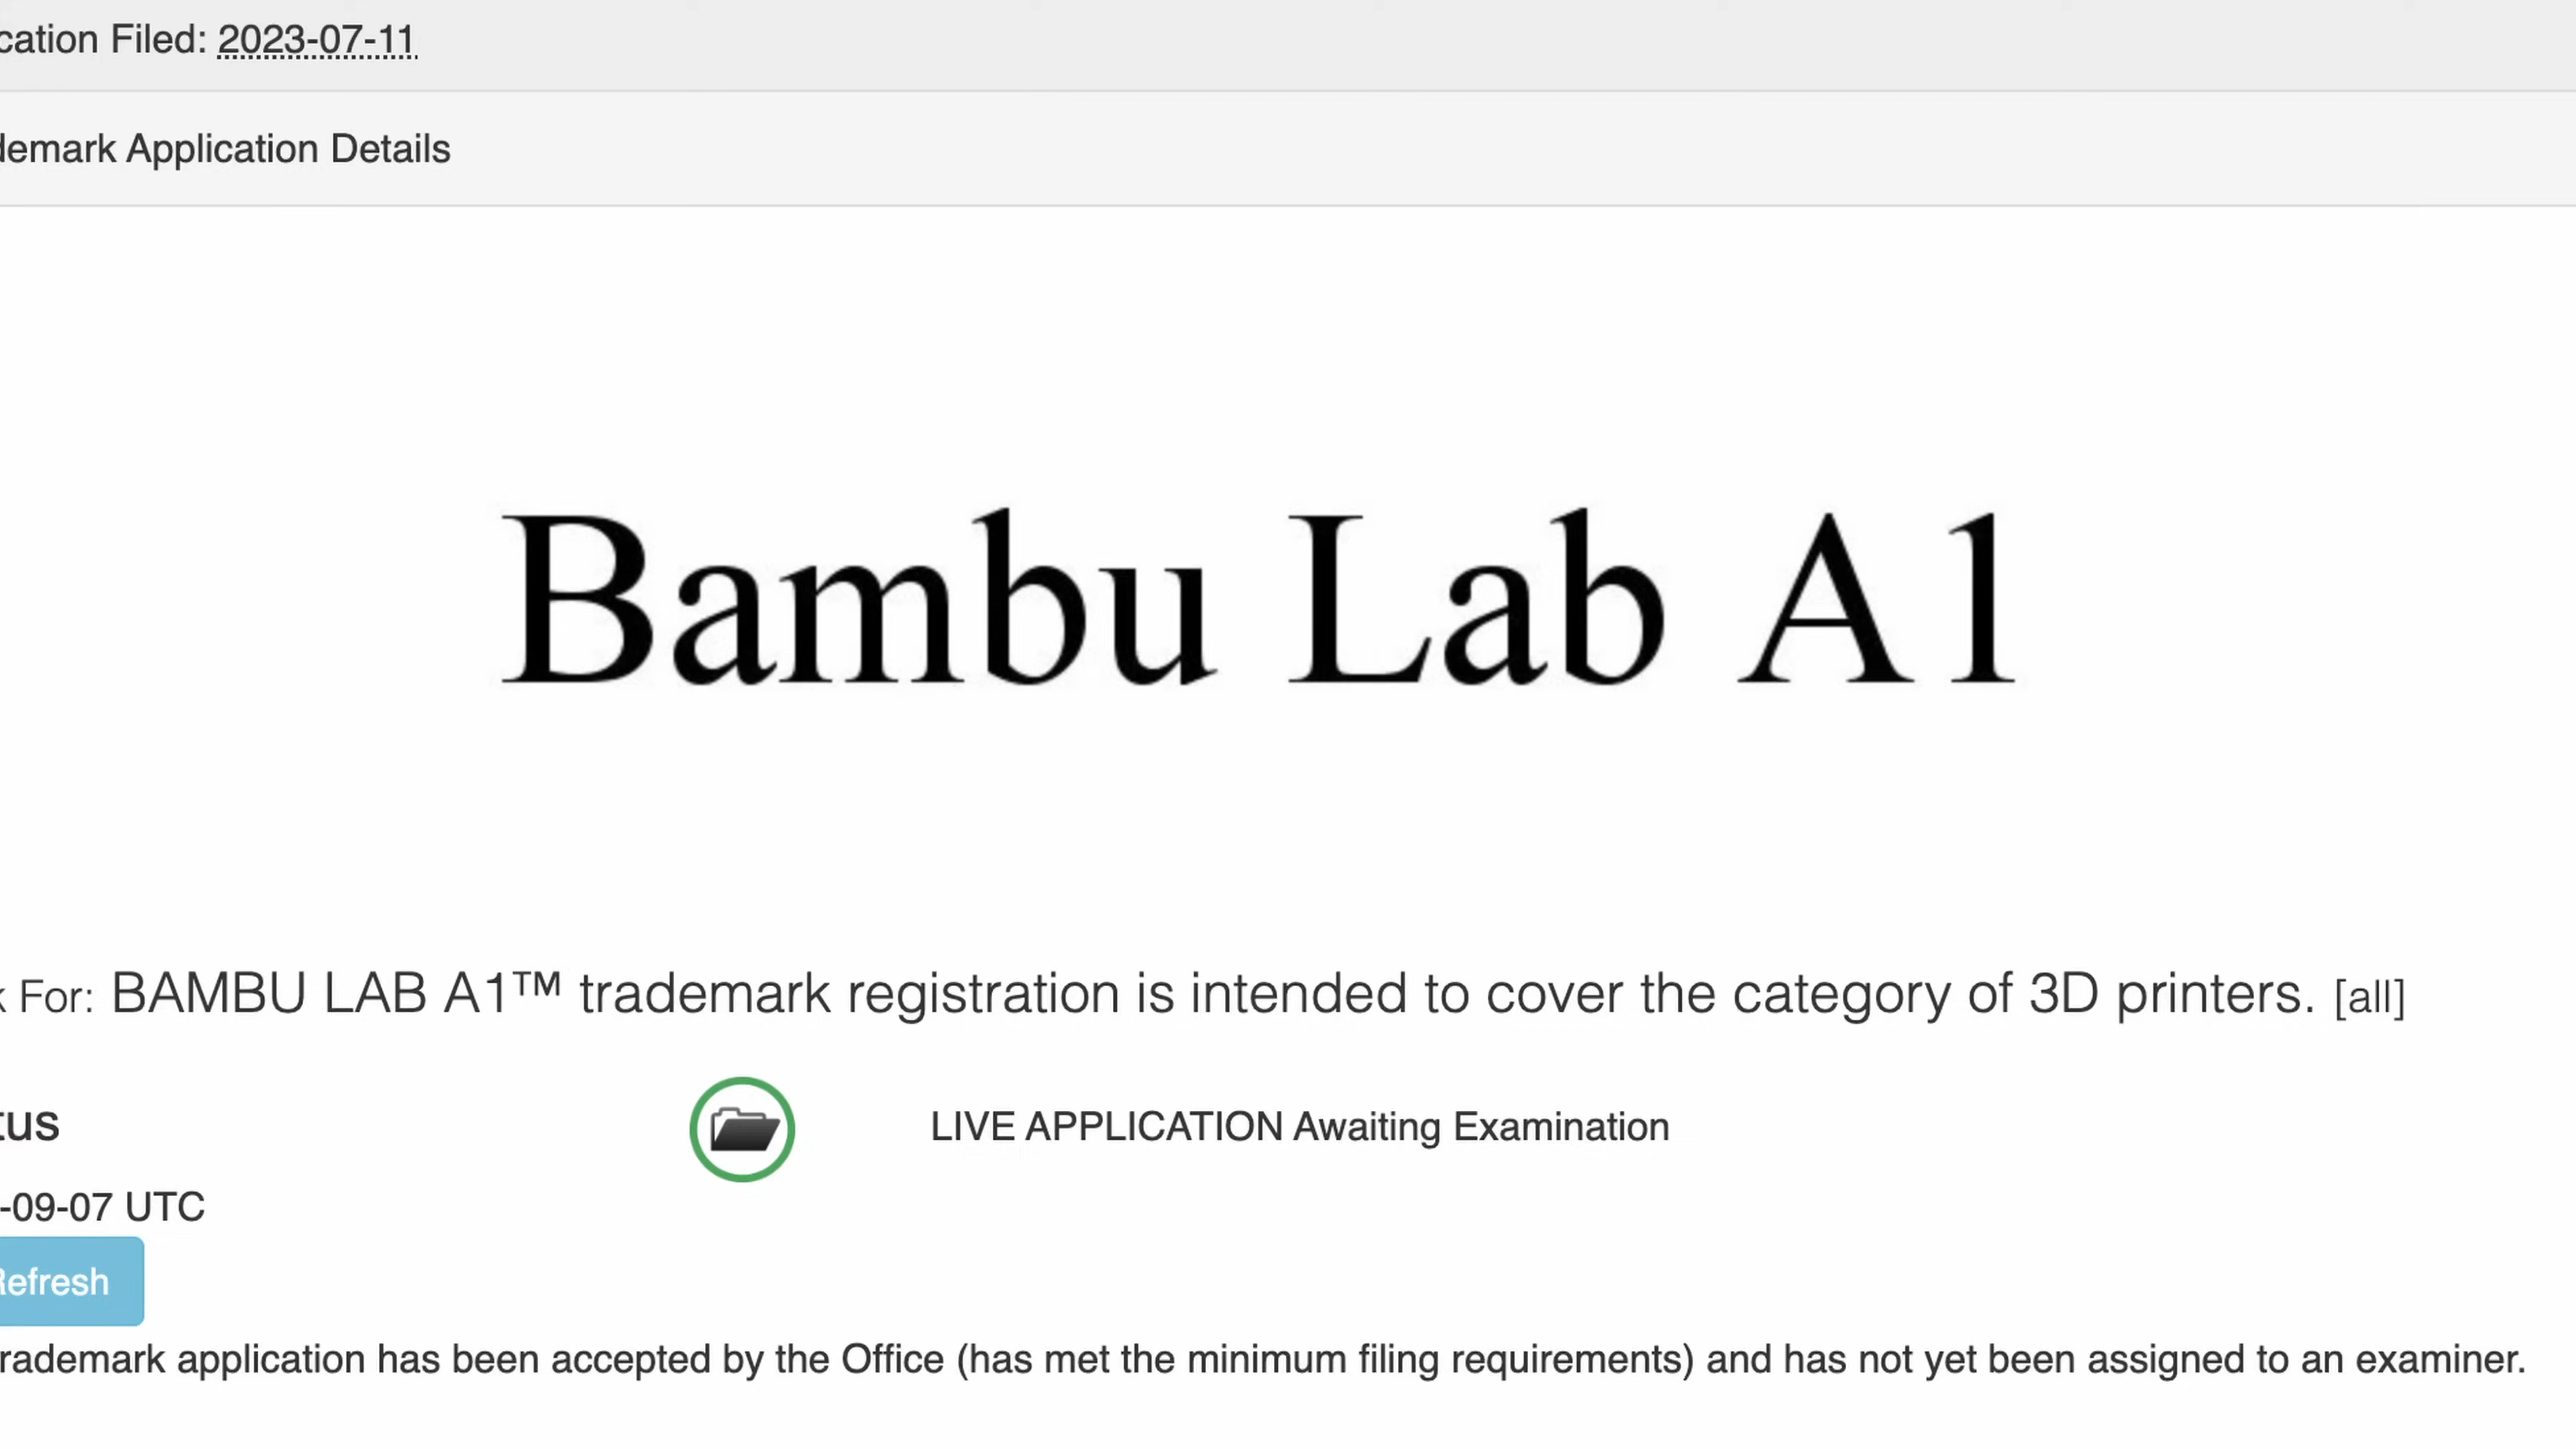 cation Filed: 2023-07-11
demark Application Details
Bambu Lab A1
k For: BAMBU LAB A1™ trademark registration is intended to cover the category of 3D printers. [all]
tus
LIVE APPLICATION Awaiting Examination
-09-07 UTC
Refresh
rademark application has been accepted by the Office (has met the minimum filing requirements) and has not yet been assigned to an examiner.